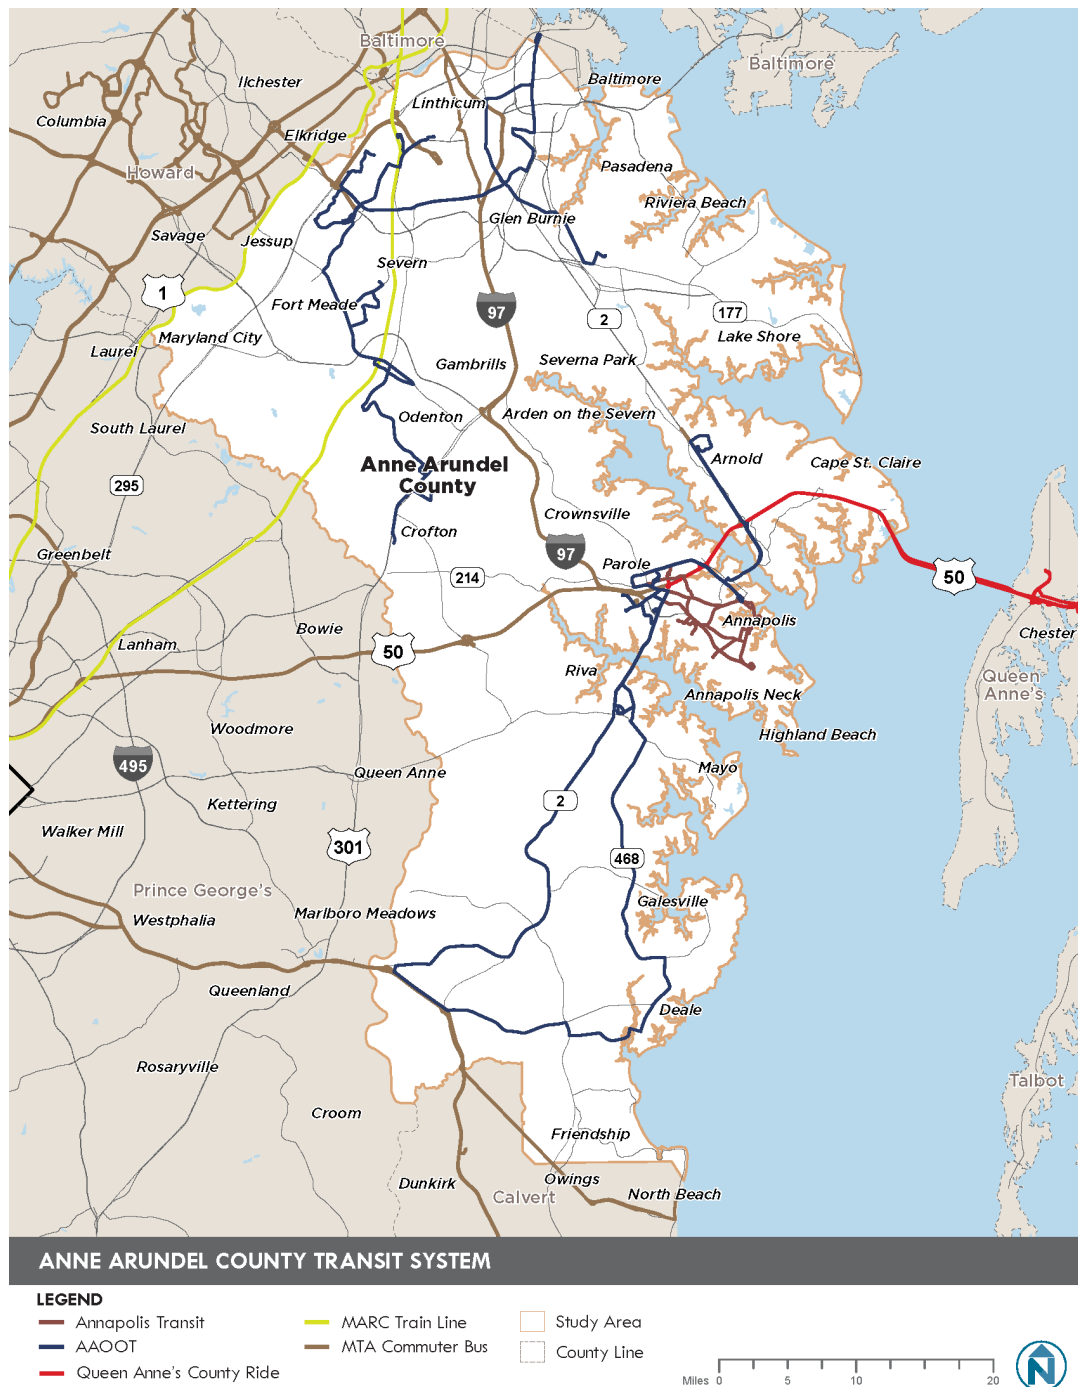 Baltimore
Baltimore
Ilchester
Baltimore
Linthicum
Columbia
Elkridge
Howard
Pasadena
Riviera Beach
Glen Burnie
Savage
Jessup
Severn
1
Fort Meade
97
2
177
Maryland City
Lake Shore
Laurel
Severna Park
Gambrills
Odenton
Arden on the Severn
South Laurel
Arnold
Cape St. Claire
Anne Arundel
County
295
Crownsville
Crofton
Greenbelt
97
Parole
214
50
Annapolis
Bowie
Chester
Lanham
50
Riva
Queen
Anne's
Annapolis Neck
Woodmore
Highland Beach
495
Queen Anne
Mayo
Kettering
2
Walker Mill
301
468
Prince George's
Galesville
Westphalia
Marlboro Meadows
Queenland
Deale
Rosaryville
Talbot
Croom
Friendship
Dunkirk
Owings
Calvert
North Beach
ANNE ARUNDEL COUNTY TRANSIT SYSTEM
LEGEND
Annapolis Transit
AAOOT
Queen Anne's County Ride
MARC Train Line
MTA Commuter Bus
Study Area
County Line
Miles 0 5 10 20
N